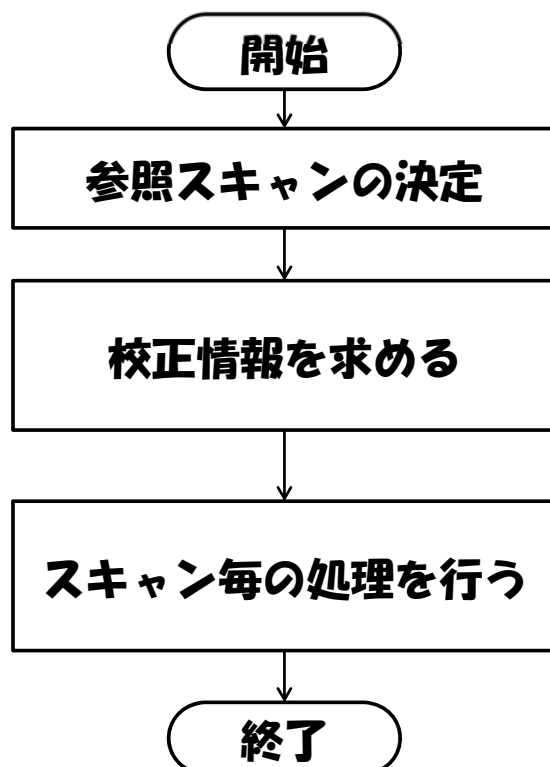 開始
参照スキャンの決定
校正情報を求める
スキャン毎の処理を行う
終了